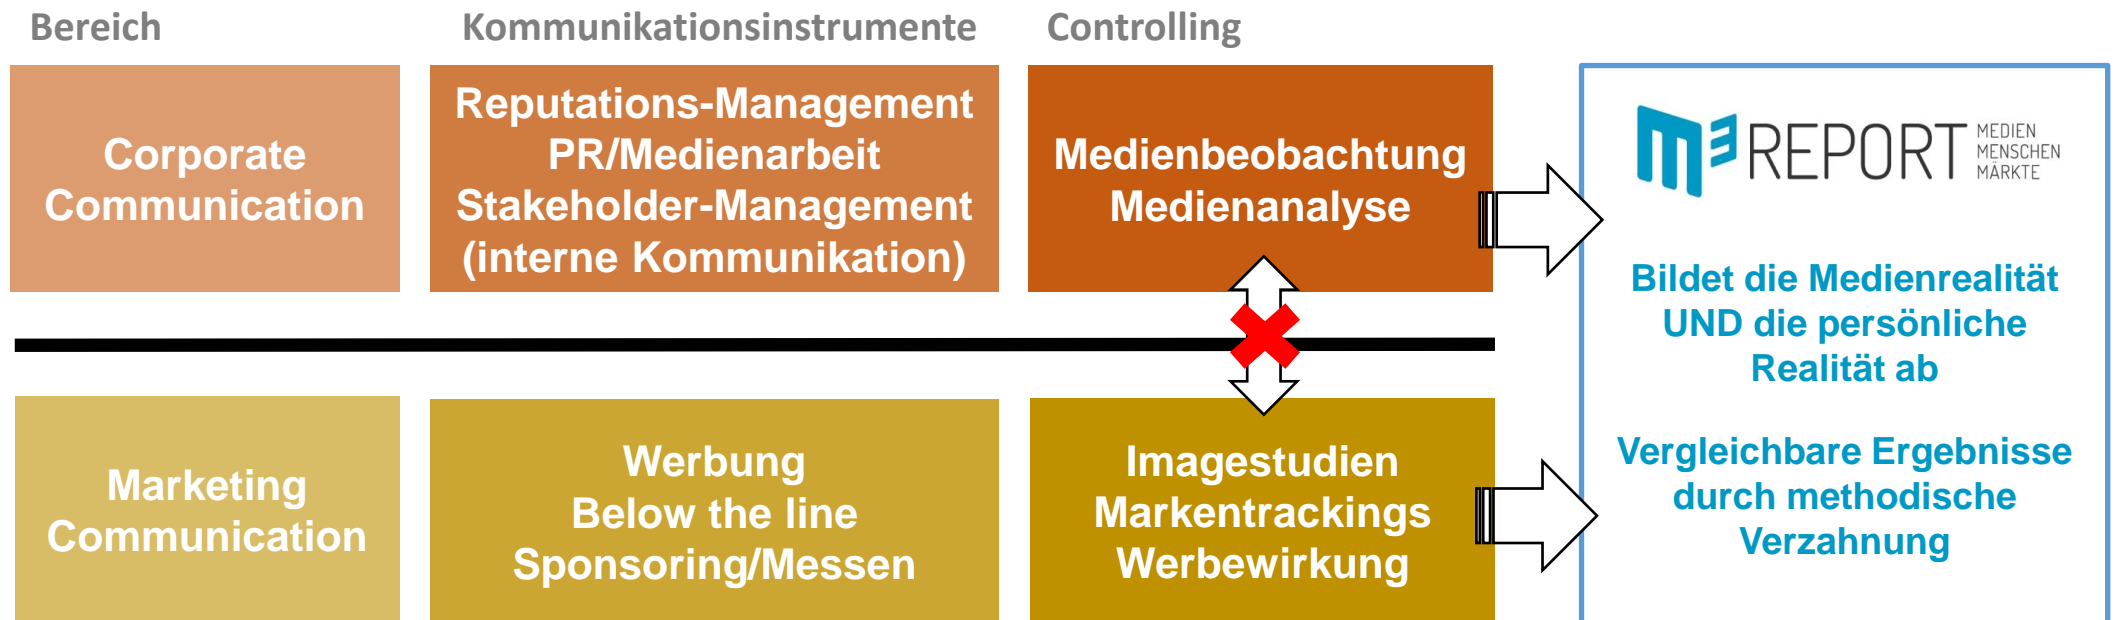 Bereich
Kommunikationsinstrumente
Controlling
Corporate
Communication
Reputations-Management
PR/Medienarbeit
Stakeholder-Management
(interne Kommunikation)
Medienbeobachtung
Medienanalyse
Marketing
Communication
Werbung
Below the line
Sponsoring/Messen
Imagestudien
Markentrackings
Werbewirkung
m3 REPORT
MEDIEN
MENSCHEN
MÄRKTE
Bildet die Medienrealität
UND die persönliche
Realität ab
Vergleichbare Ergebnisse
durch methodische
Verzahnung